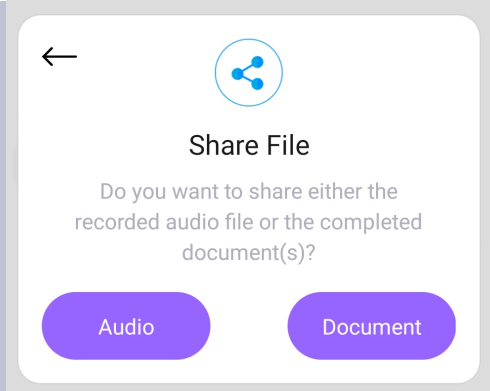 Share File
Do you want to share either the
recorded audio file or the completed
document(s)?
Audio
Document